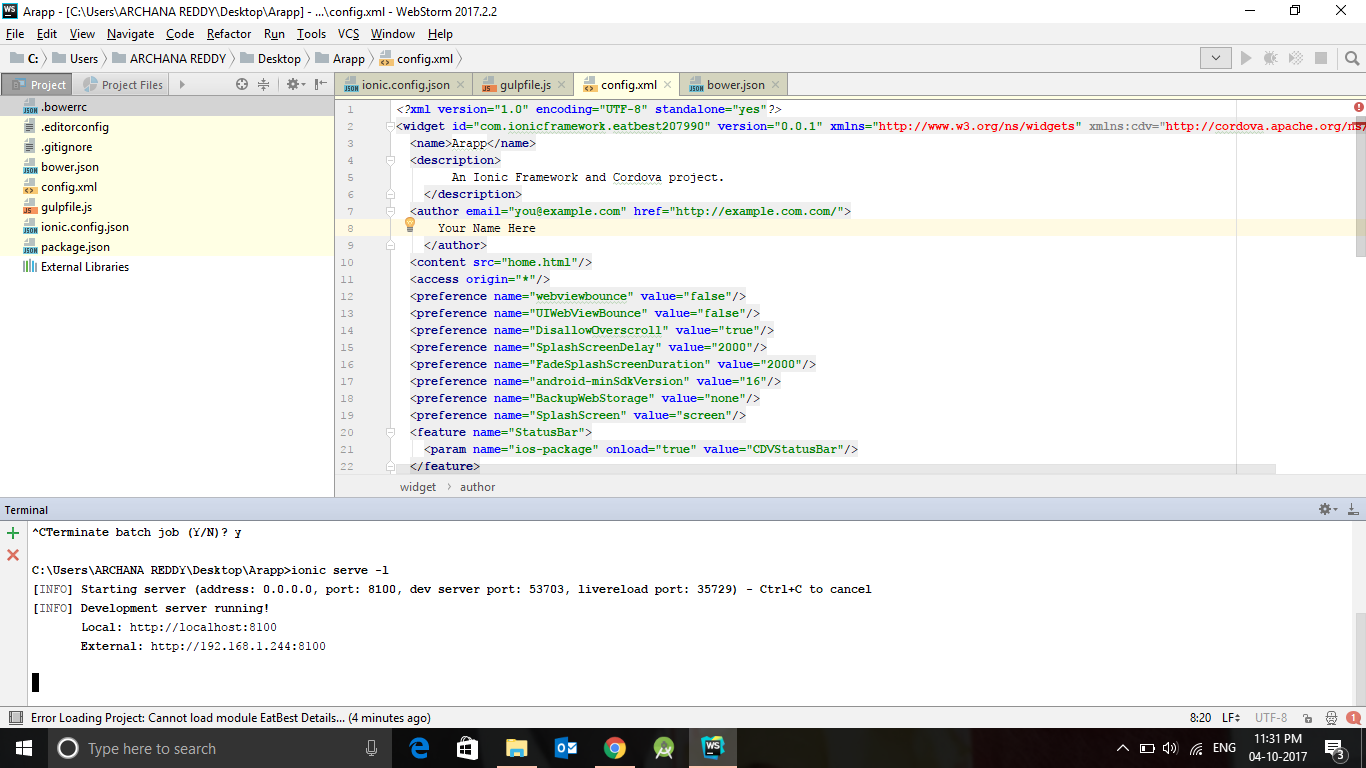 Arapp - [C:\Users\ARCHANA REDDY\Desktop\Arapp] - ...\config.xml - WebStorm 2017.2.2
File Edit View Navigate Code Refactor Run Tools VCS Window Help
C: Users ARCHANA REDDY Desktop Arapp config.xml
Project Project Files
ionic.config.json gulpfile.js config.xml bower.json
.bowerrc
.editorconfig
.gitignore
bower.json
config.xml
gulpfile.js
ionic.config.json
package.json
External Libraries
1 <?xml version="1.0" encoding="UTF-8" standalone="yes"?>
2 <widget id="com.ionicframework.eatbest207990" version="0.0.1" xmlns="http://www.w3.org/ns/widgets" xmlns:cdv="http://cordova.apache.org/ns/
3 <name>Arapp</name>
4 <description>
5 An Ionic Framework and Cordova project.
6 </description>
7 <author email="you@example.com" href="http://example.com.com/">
8 Your Name Here
9 </author>
10 <content src="home.html"/>
11 <access origin="*"/>
12 <preference name="webviewbounce" value="false"/>
13 <preference name="UIWebViewBounce" value="false"/>
14 <preference name="DisallowOverscroll" value="true"/>
15 <preference name="SplashScreenDelay" value="2000"/>
16 <preference name="FadeSplashScreenDuration" value="2000"/>
17 <preference name="android-minSdkVersion" value="16"/>
18 <preference name="BackupWebStorage" value="none"/>
19 <preference name="SplashScreen" value="screen"/>
20 <feature name="StatusBar">
21 <param name="ios-package" onload="true" value="CDVStatusBar"/>
22 </feature>
widget author
Terminal
^CTerminate batch job (Y/N)? y
C:\Users\ARCHANA REDDY\Desktop\Arapp>ionic serve -l
[INFO] Starting server (address: 0.0.0.0, port: 8100, dev server port: 53703, livereload port: 35729) - Ctrl+C to cancel
[INFO] Development server running!
Local: http://localhost:8100
External: http://192.168.1.244:8100
Error Loading Project: Cannot load module EatBest Details... (4 minutes ago)
8:20 LF UTF-8 1
Type here to search
ENG
11:31 PM
04-10-2017
3